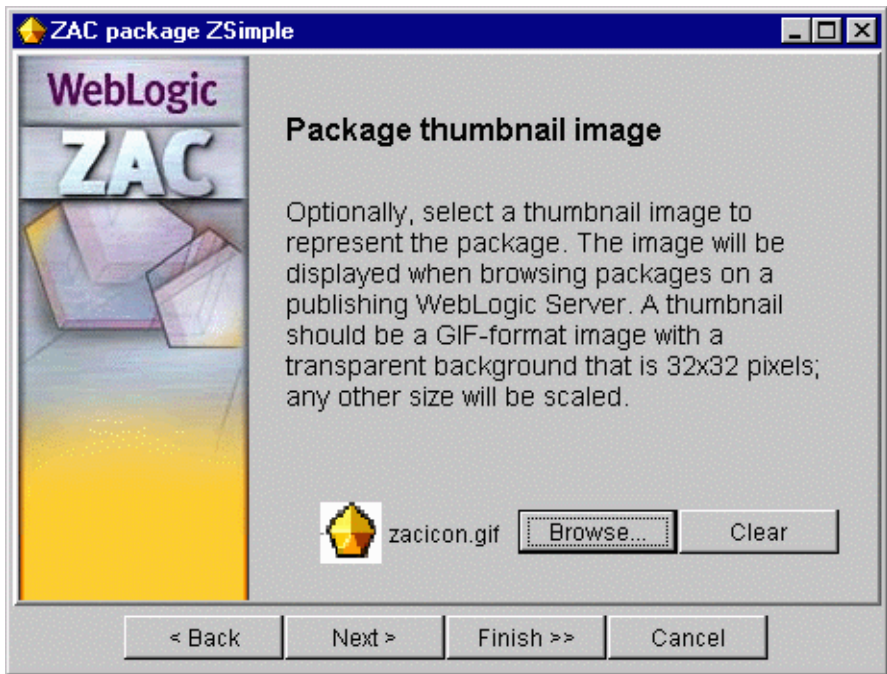 ZAC package ZSimple
WebLogic
ZAC
Package thumbnail image
Optionally, select a thumbnail image to
represent the package. The image will be
displayed when browsing packages on a
publishing WebLogic Server. A thumbnail
should be a GIF-format image with a
transparent background that is 32x32 pixels;
any other size will be scaled.
zacicon.gif Browse... Clear
< Back Next > Finish >> Cancel